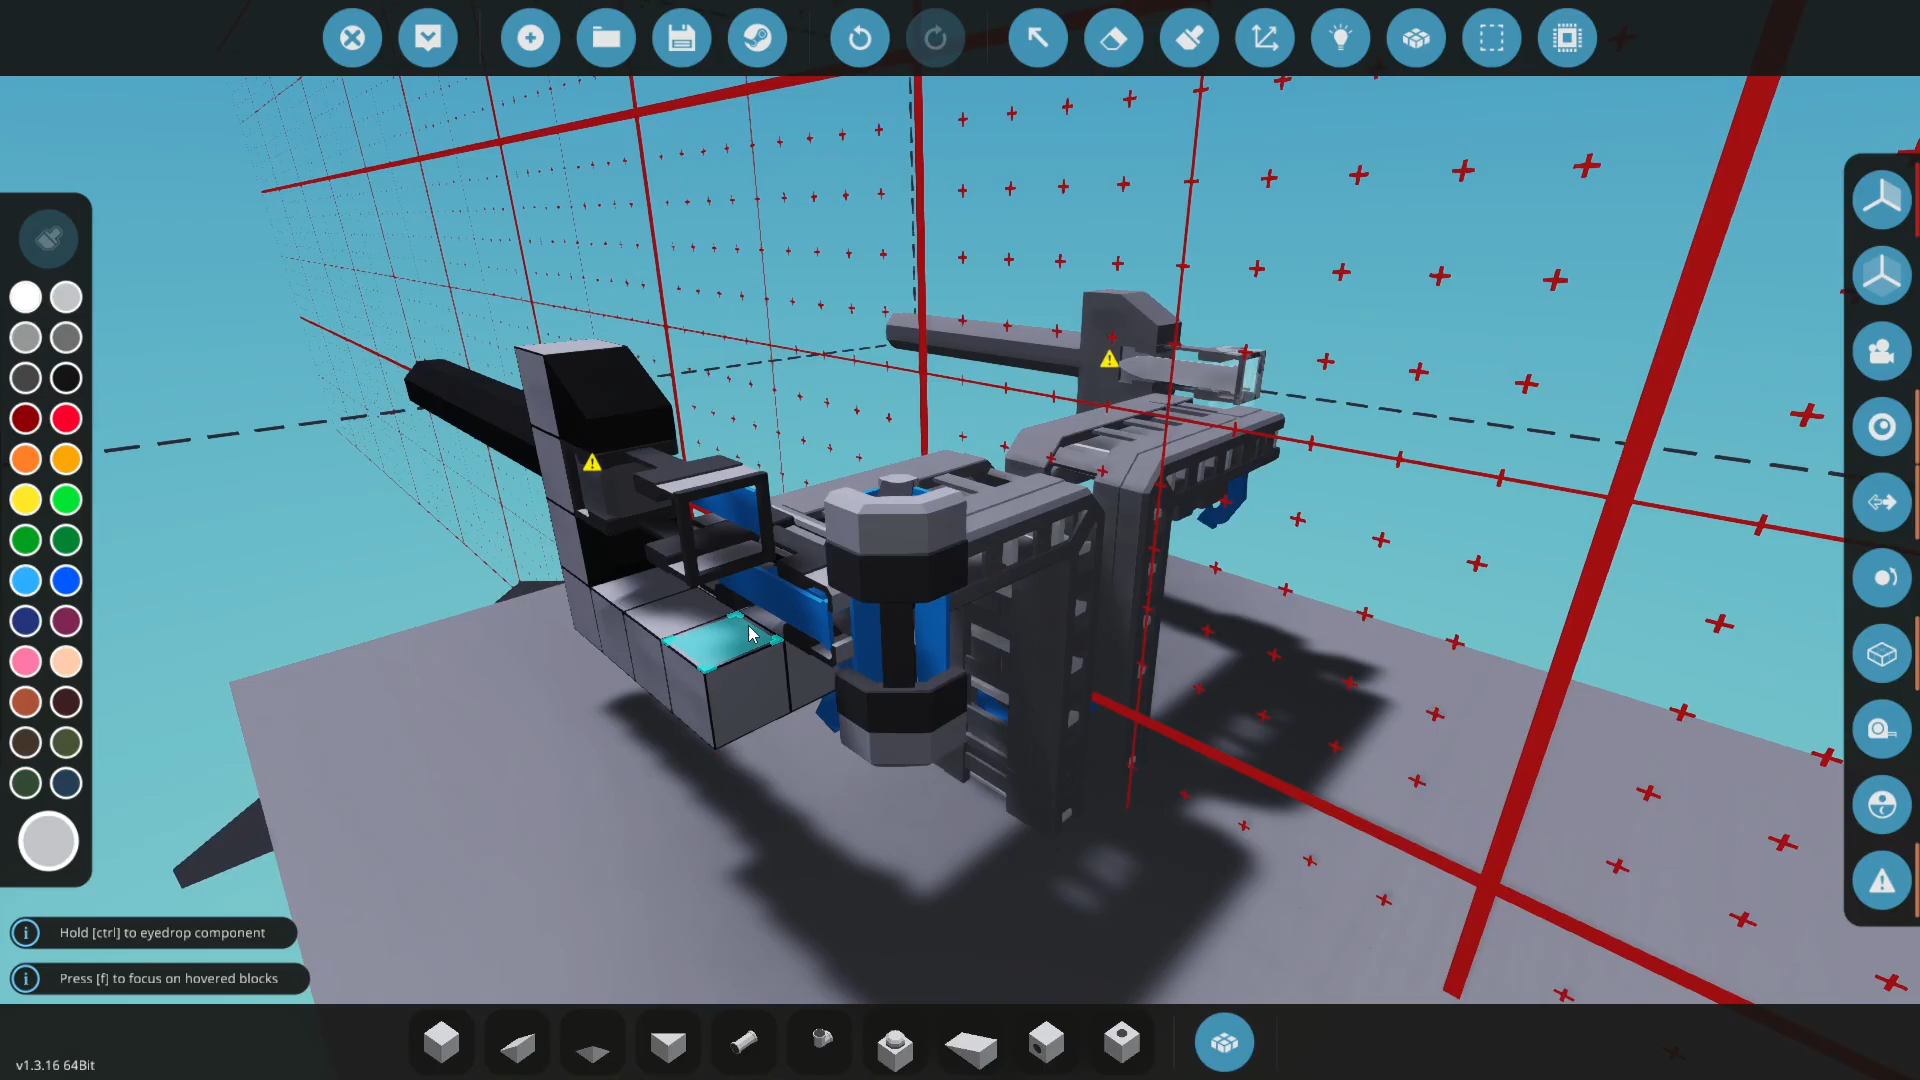 Hold [ctrl] to eyedrop component
Press [f] to focus on hovered blocks
v1.3.16 64Bit